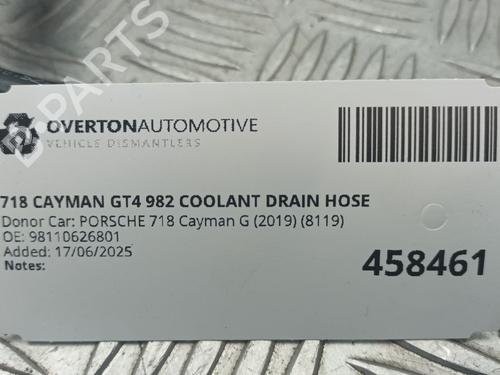 B-PARTS
OVERTONAUTOMOTIVE
VEHICLE DISMANTLERS
718 CAYMAN GT4 982 COOLANT DRAIN HOSE
Donor Car: PORSCHE 718 Cayman G (2019) (8119)
OE: 98110626801
Added: 17/06/2025
Notes:
458461